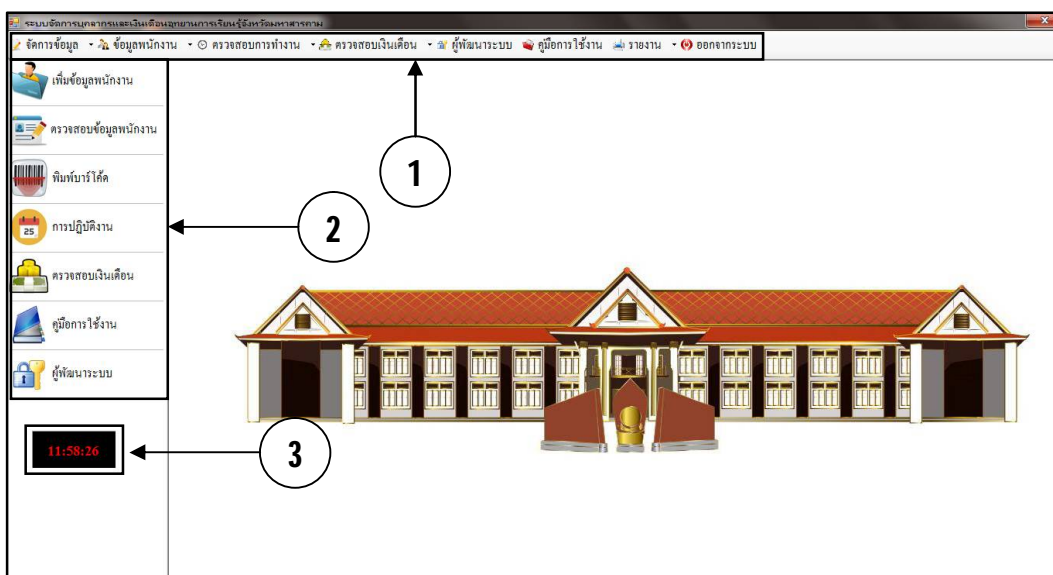 ระบบจัดการบุคลากรและเงินเดือนอุทยานการเรียนรู้จังหวัดมหาสารคาม
จัดการข้อมูล ข้อมูลพนักงาน ตรวจสอบการทำงาน ตรวจสอบเงินเดือน ผู้พัฒนาระบบ คู่มือการใช้งาน รายงาน ออกจากระบบ
เพิ่มข้อมูลพนักงาน
ตรวจสอบข้อมูลพนักงาน
พิมพ์บาร์โค้ด
25
การปฏิบัติงาน
ตรวจสอบเงินเดือน
คู่มือการใช้งาน
ผู้พัฒนาระบบ
11:58:26
1
2
3